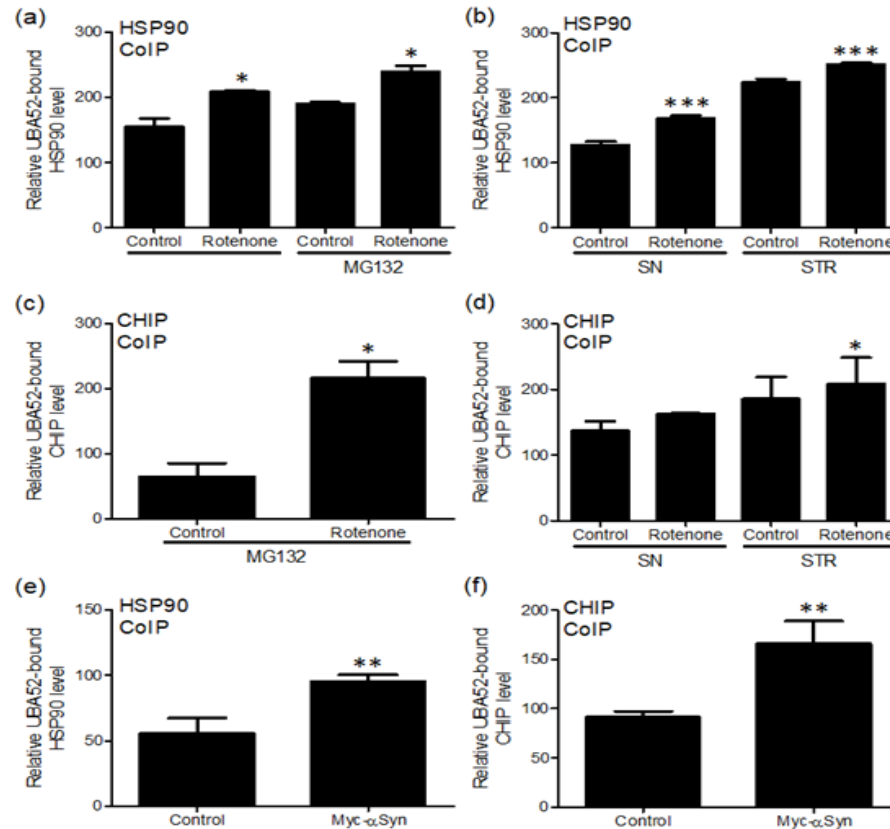 (a)
HSP90
CoIP
Relative UBA52-bound
HSP90 level
300
200
100
0
*
*
Control
Rotenone
Control
Rotenone
MG132
(b)
HSP90
CoIP
Relative UBA52-bound
HSP90 level
300
200
100
0
***
***
Control
Rotenone
Control
Rotenone
SN
STR
(c)
CHIP
CoIP
Relative UBA52-bound
CHIP level
300
200
100
0
*
Control
Rotenone
MG132
(d)
CHIP
CoIP
Relative UBA52-bound
CHIP level
300
200
100
0
*
Control
Rotenone
Control
Rotenone
SN
STR
(e)
HSP90
CoIP
Relative UBA52-bound
HSP90 level
150
100
50
0
**
Control
Myc-αSyn
(f)
CHIP
CoIP
Relative UBA52-bound
CHIP level
200
150
100
50
0
**
Control
Myc-αSyn